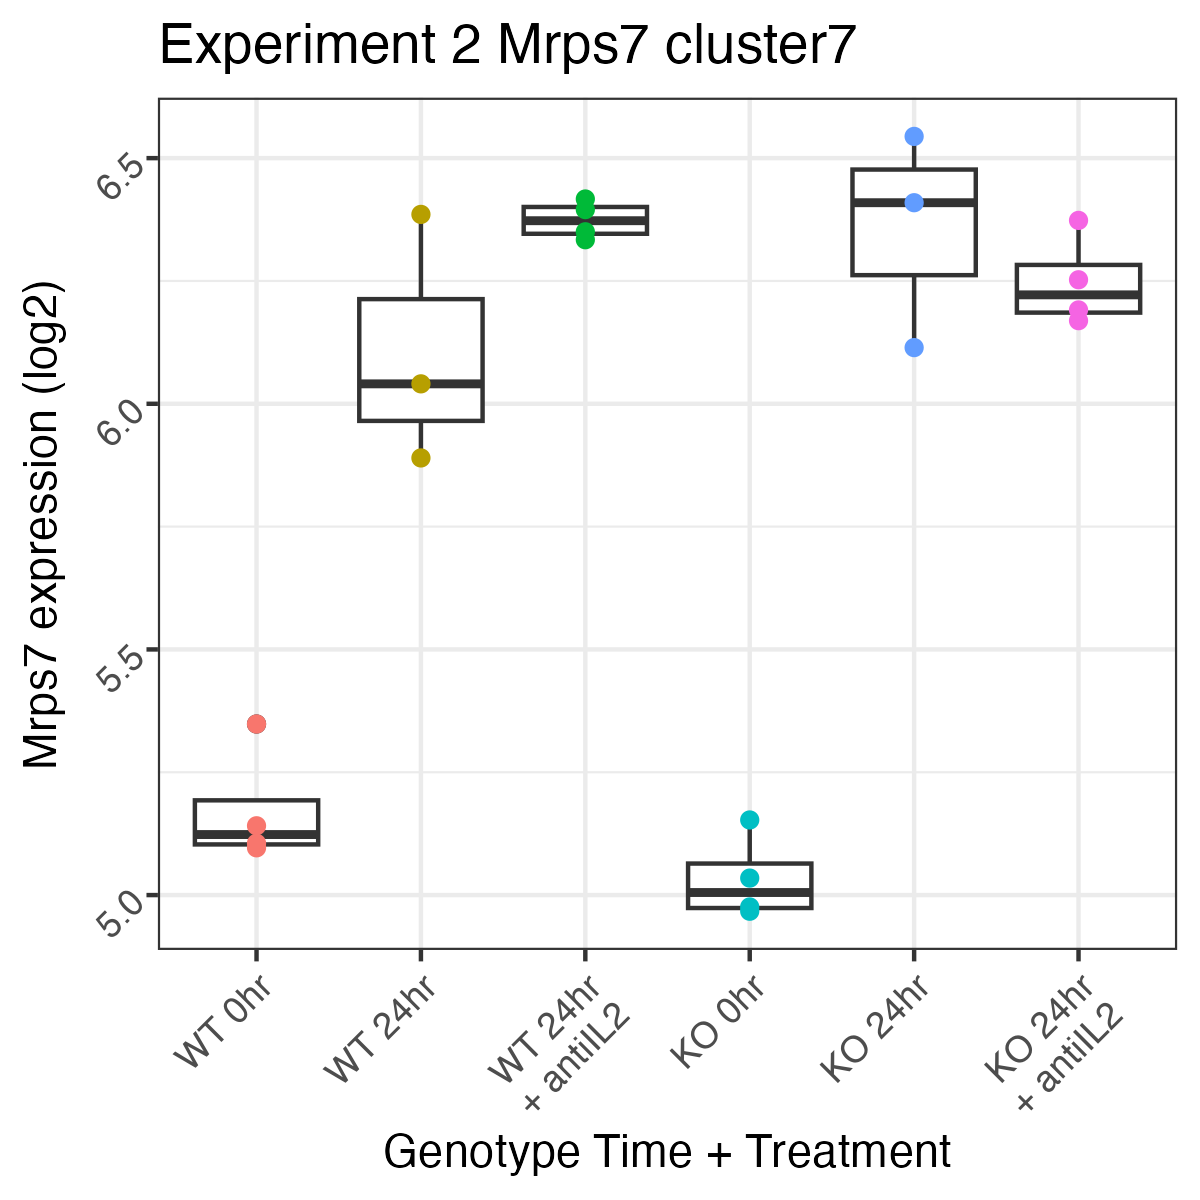 Experiment 2 Mrps7 cluster7
Mrps7 expression (log2)
6.5
6.0
5.5
5.0
WT 0hr
WT 24hr
WT 24hr
+ antiIL2
KO 0hr
KO 24hr
KO 24hr
+ antiIL2
Genotype Time + Treatment